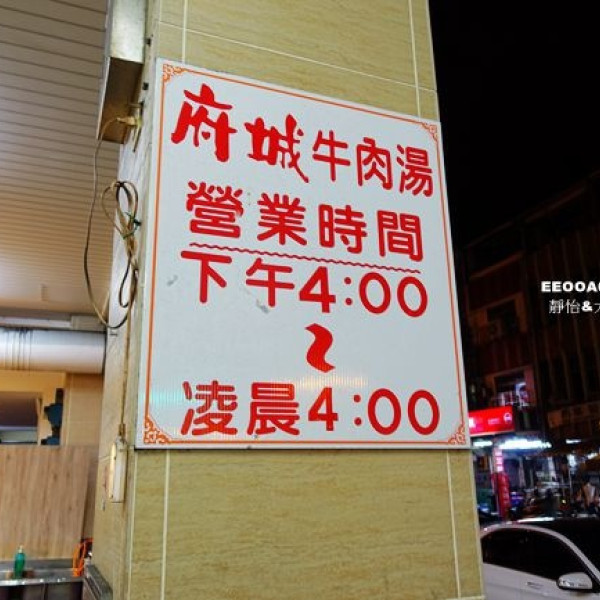 府城牛肉湯
營業時間
下午4:00
~
凌晨4:00
EEOOA
靜怡&